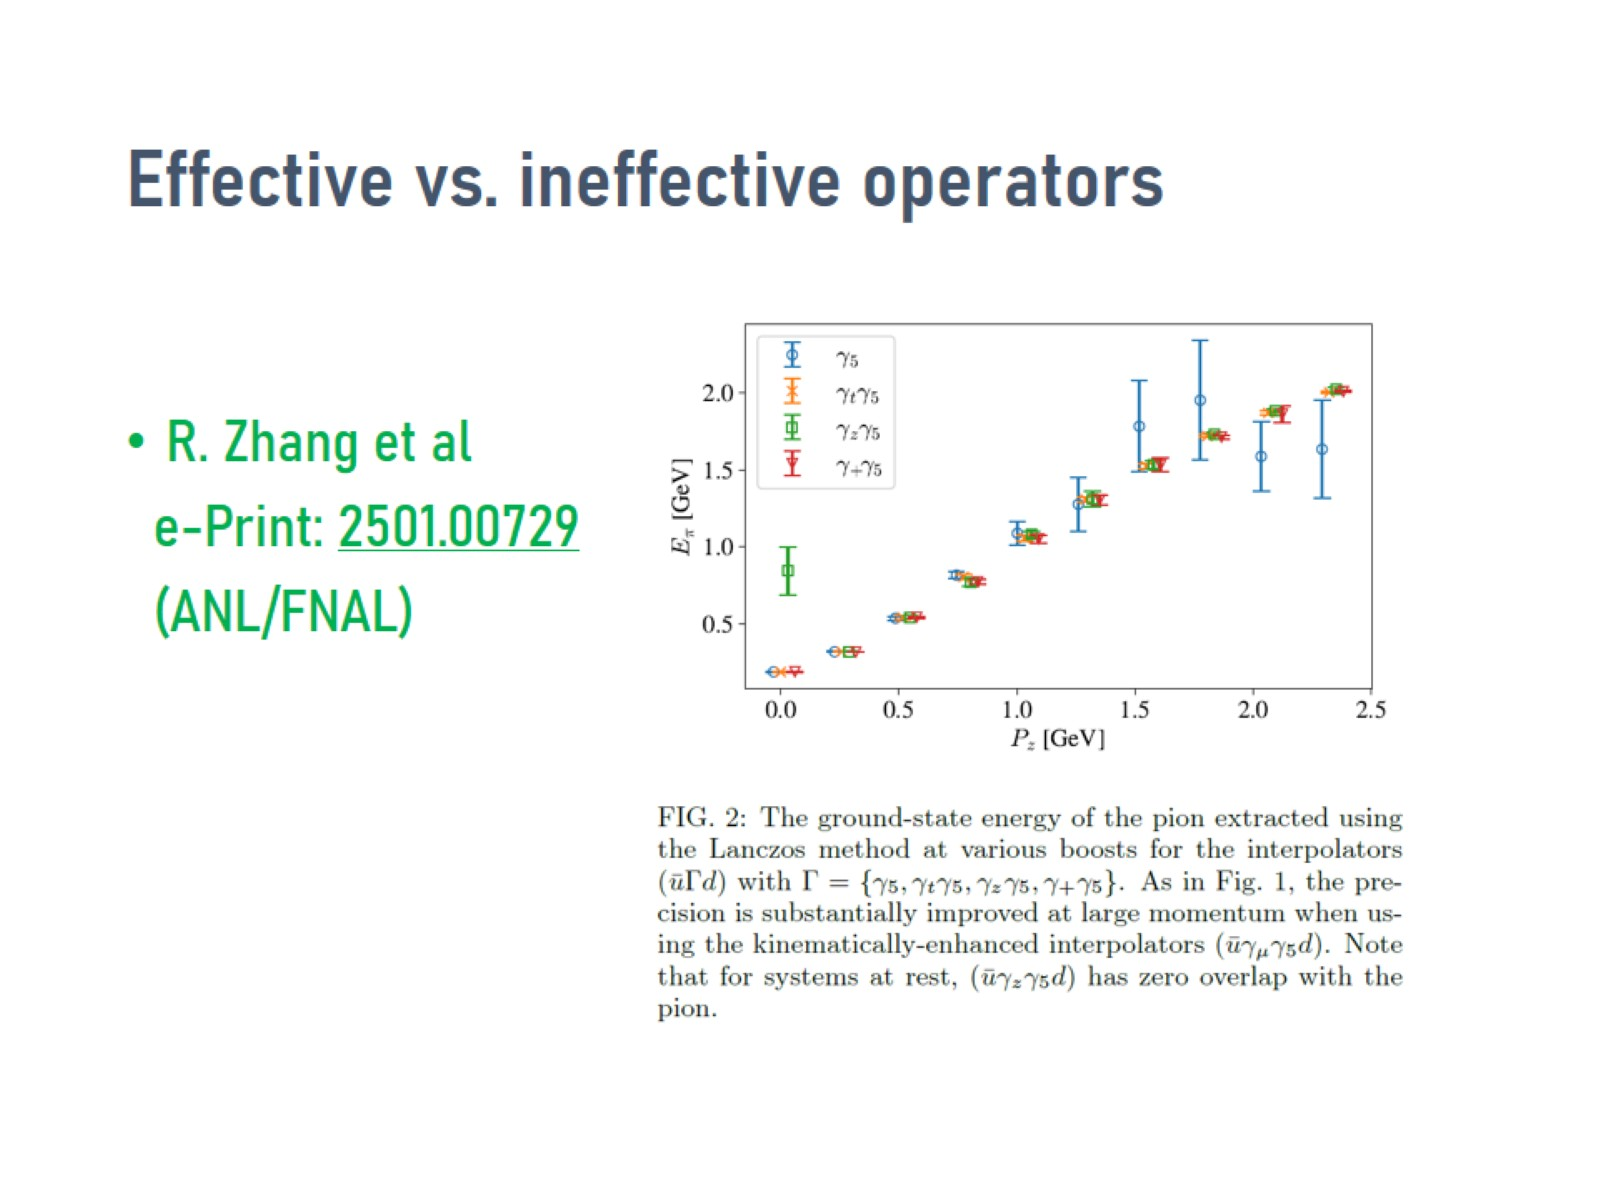 Effective vs. ineffective operators
• R. Zhang et al
e-Print: 2501.00729
(ANL/FNAL)
γ5
γtγ5
γzγ5
γ+γ5
2.0
1.5
1.0
0.5
Eπ [GeV]
0.0 0.5 1.0 1.5 2.0 2.5
Pz [GeV]
FIG. 2: The ground-state energy of the pion extracted using
the Lanczos method at various boosts for the interpolators
(ūΓd) with Γ = {γ5, γtγ5, γzγ5, γ+γ5}. As in Fig. 1, the pre-
cision is substantially improved at large momentum when us-
ing the kinematically-enhanced interpolators (ūγμγ5d). Note
that for systems at rest, (ūγzγ5d) has zero overlap with the
pion.